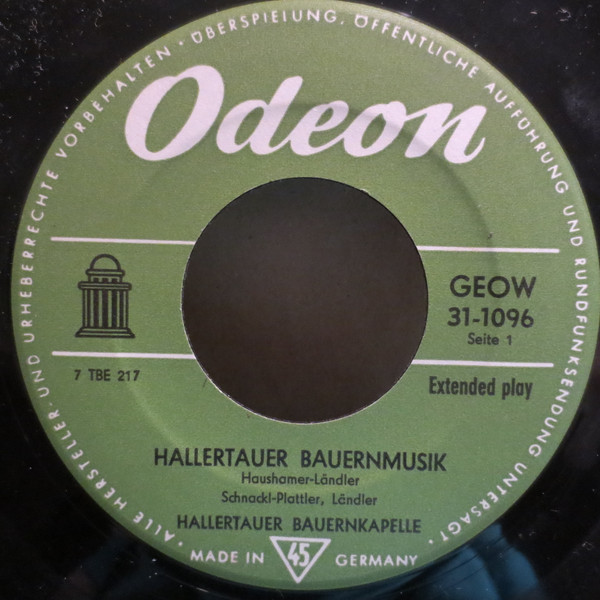 ALLE HERSTELLER- UND URHEBERRECHTE VORBEHALTEN · ÜBERSPIELUNG, ÖFFENTLICHE AUFFÜHRUNG UND RUNDFUNKSENDUNG UNTERSAGT ·
Odeon
GEOW
31-1096
Seite 1
7 TBE 217
Extended play
HALLERTAUER BAUERNMUSIK
Haushamer-Ländler
Schnackl-Plattler, Ländler
HALLERTAUER BAUERNKAPELLE
MADE IN 45 GERMANY